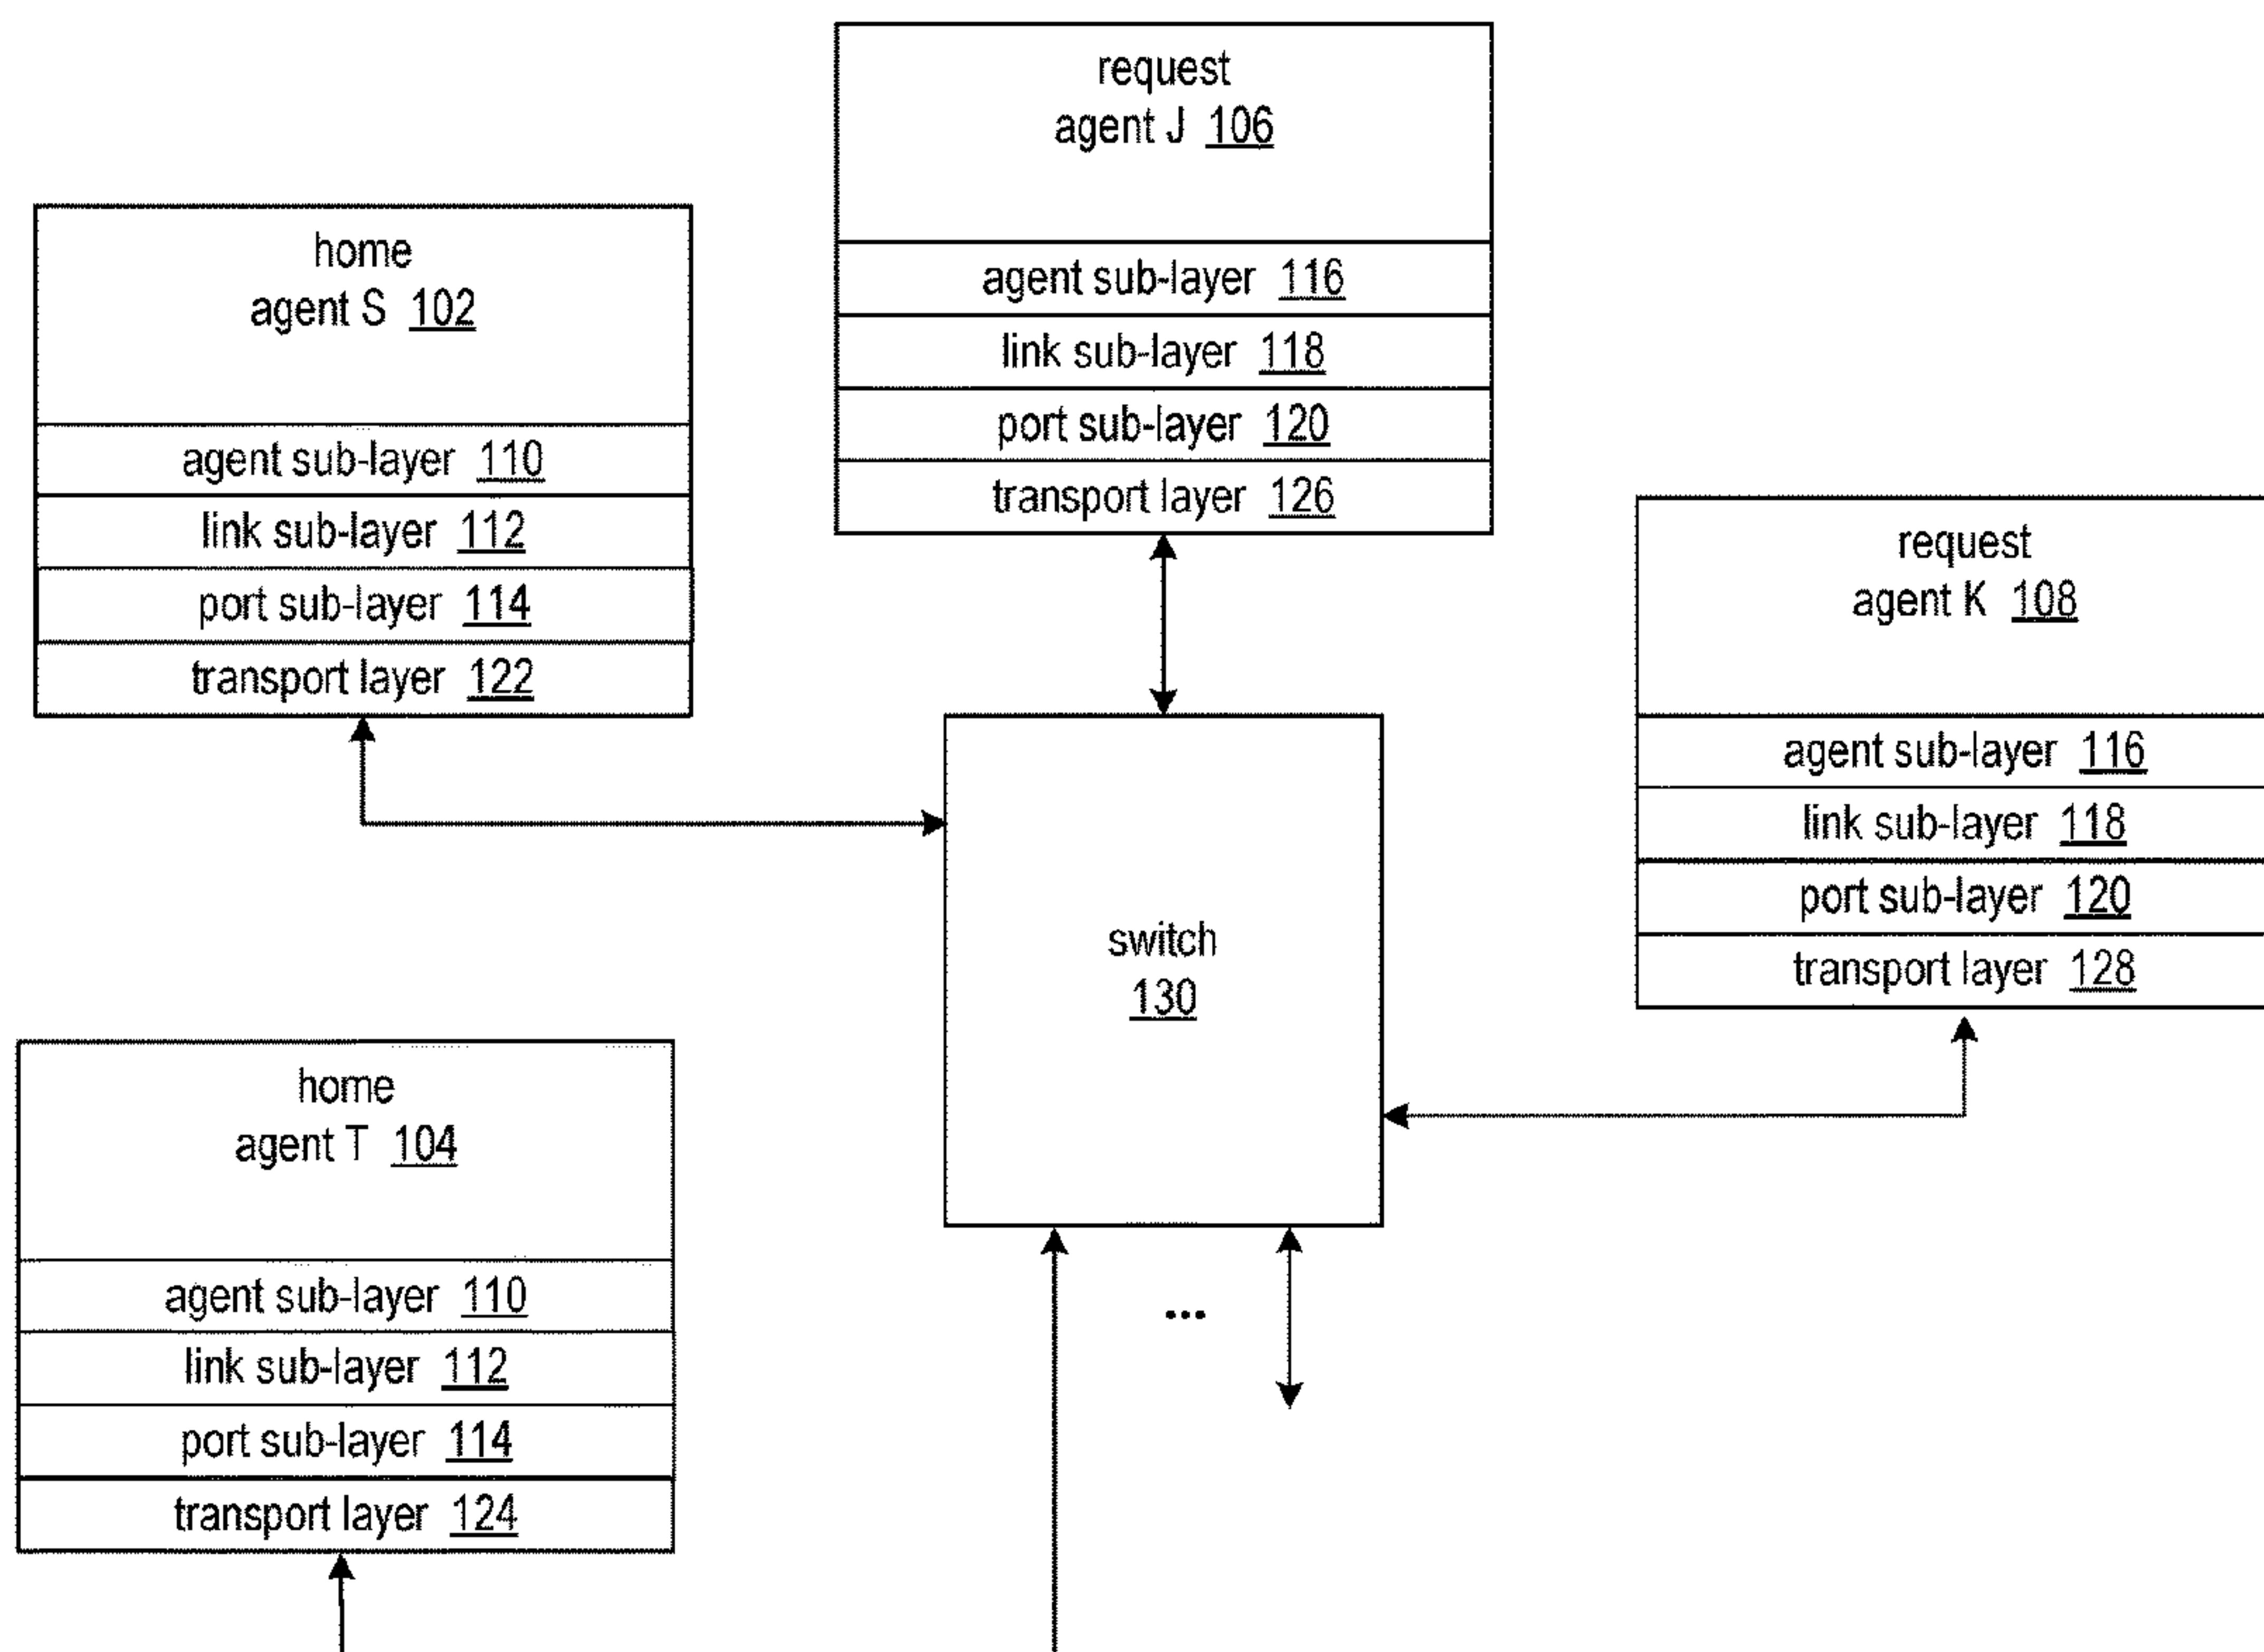 request
agent J 106
agent sub-layer 116
link sub-layer 118
port sub-layer 120
transport layer 126
home
agent S 102
agent sub-layer 110
link sub-layer 112
port sub-layer 114
transport layer 122
request
agent K 108
agent sub-layer 116
link sub-layer 118
port sub-layer 120
transport layer 128
switch
130
home
agent T 104
agent sub-layer 110
link sub-layer 112
port sub-layer 114
transport layer 124
...